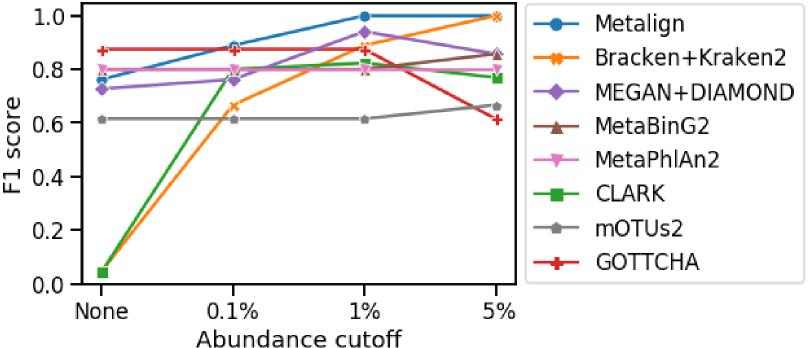 F1 score
1.0
0.8
0.6
0.4
0.2
0.0
None
0.1%
1%
5%
Abundance cutoff
Metalign
Bracken+Kraken2
MEGAN+DIAMOND
MetaBinG2
MetaPhlAn2
CLARK
mOTUs2
GOTTCHA